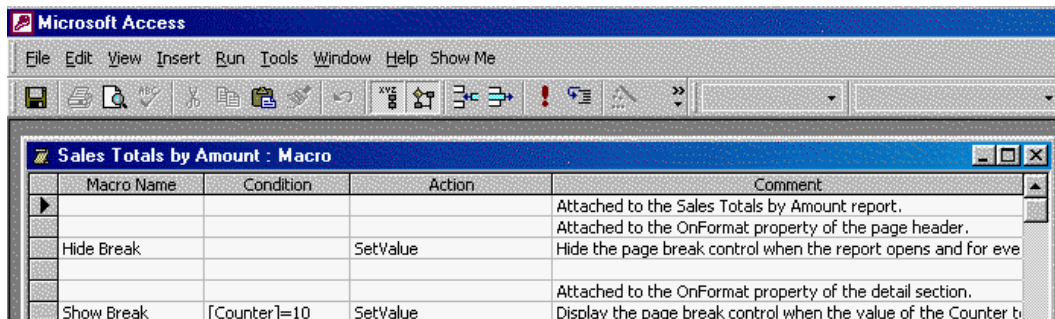 Microsoft Access
File Edit View Insert Run Tools Window Help Show Me
Sales Totals by Amount : Macro
Macro Name Condition Action Comment
Attached to the Sales Totals by Amount report.
Attached to the OnFormat property of the page header.
Hide Break SetValue Hide the page break control when the report opens and for eve
Attached to the OnFormat property of the detail section.
Show Break [Counter]=10 SetValue Display the page break control when the value of the Counter t